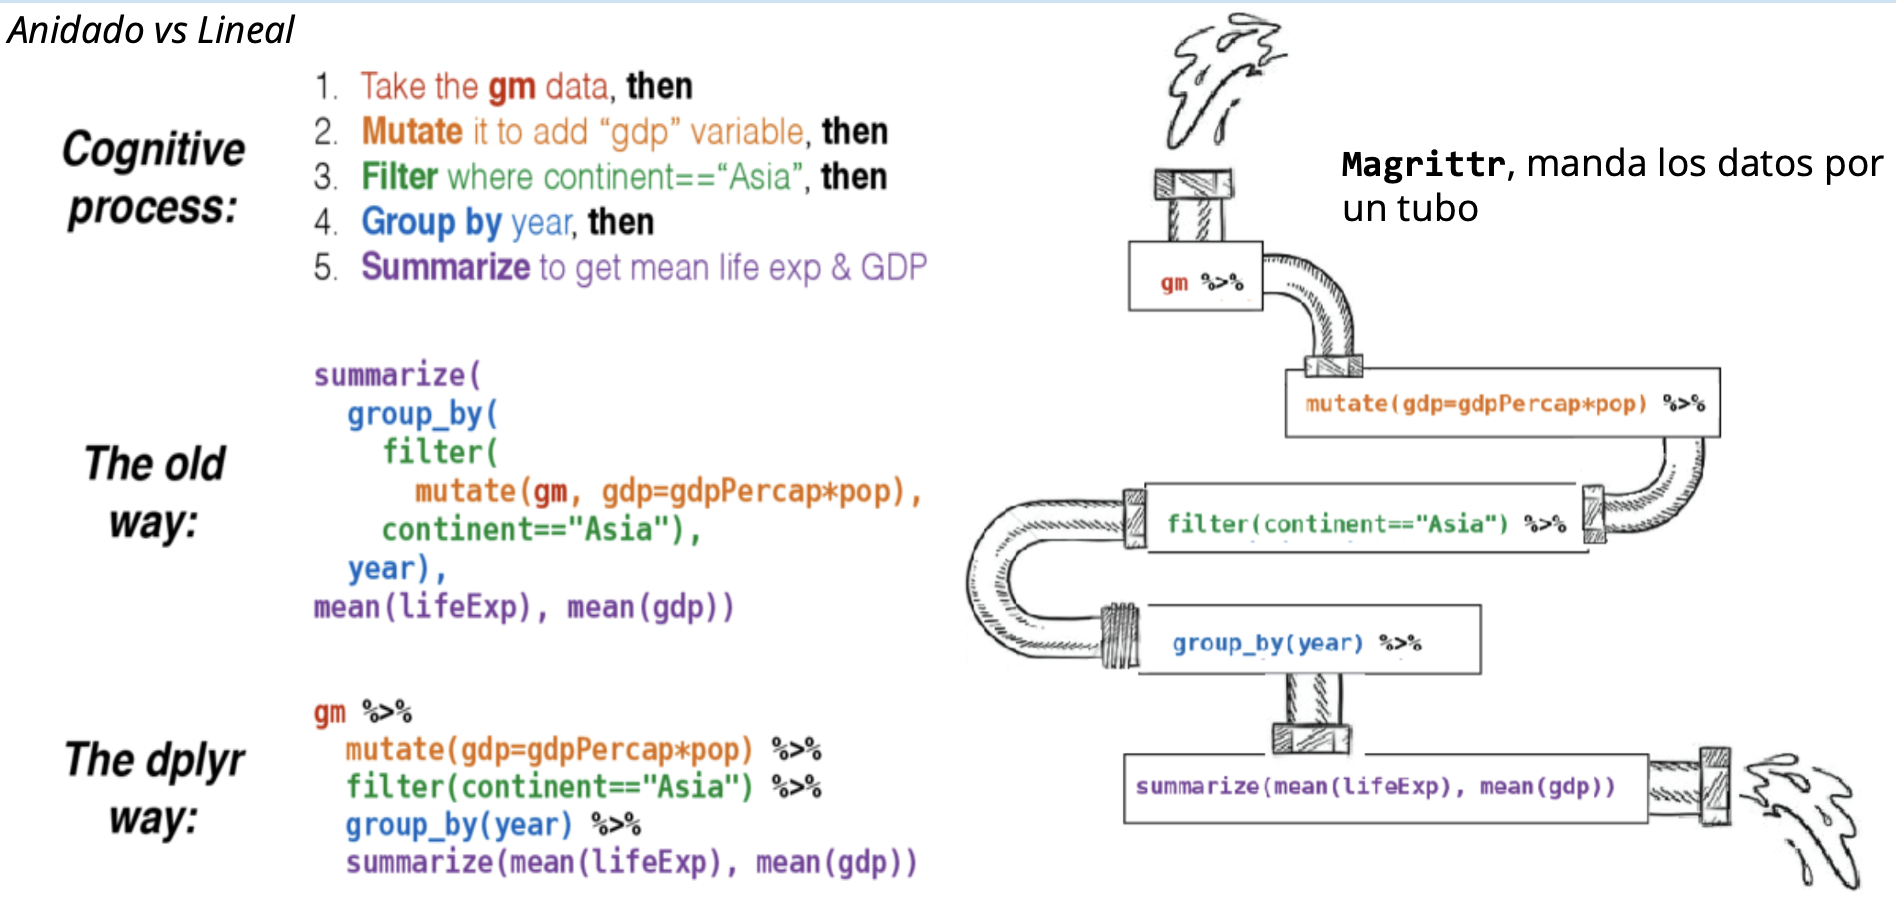 Anidado vs Lineal
Cognitive
process:
1. Take the gm data, then
2. Mutate it to add “gdp” variable, then
3. Filter where continent==“Asia”, then
4. Group by year, then
5. Summarize to get mean life exp & GDP
The old
way:
summarize(
group_by(
filter(
mutate(gm, gdp=gdpPercap*pop),
continent=="Asia"),
year),
mean(lifeExp), mean(gdp))
The dplyr
way:
gm %>%
mutate(gdp=gdpPercap*pop) %>%
filter(continent=="Asia") %>%
group_by(year) %>%
summarize(mean(lifeExp), mean(gdp))
Magrittr, manda los datos por
un tubo
gm %>%
mutate(gdp=gdpPercap*pop) %>%
filter(continent=="Asia") %>%
group_by(year) %>%
summarize(mean(lifeExp), mean(gdp))